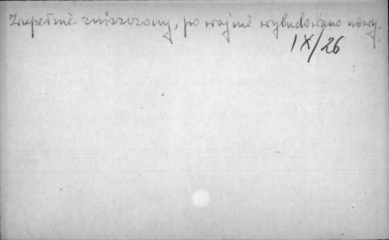 Zupełnie zniszczony, po wojnie wybudowano nowy.
IX/26